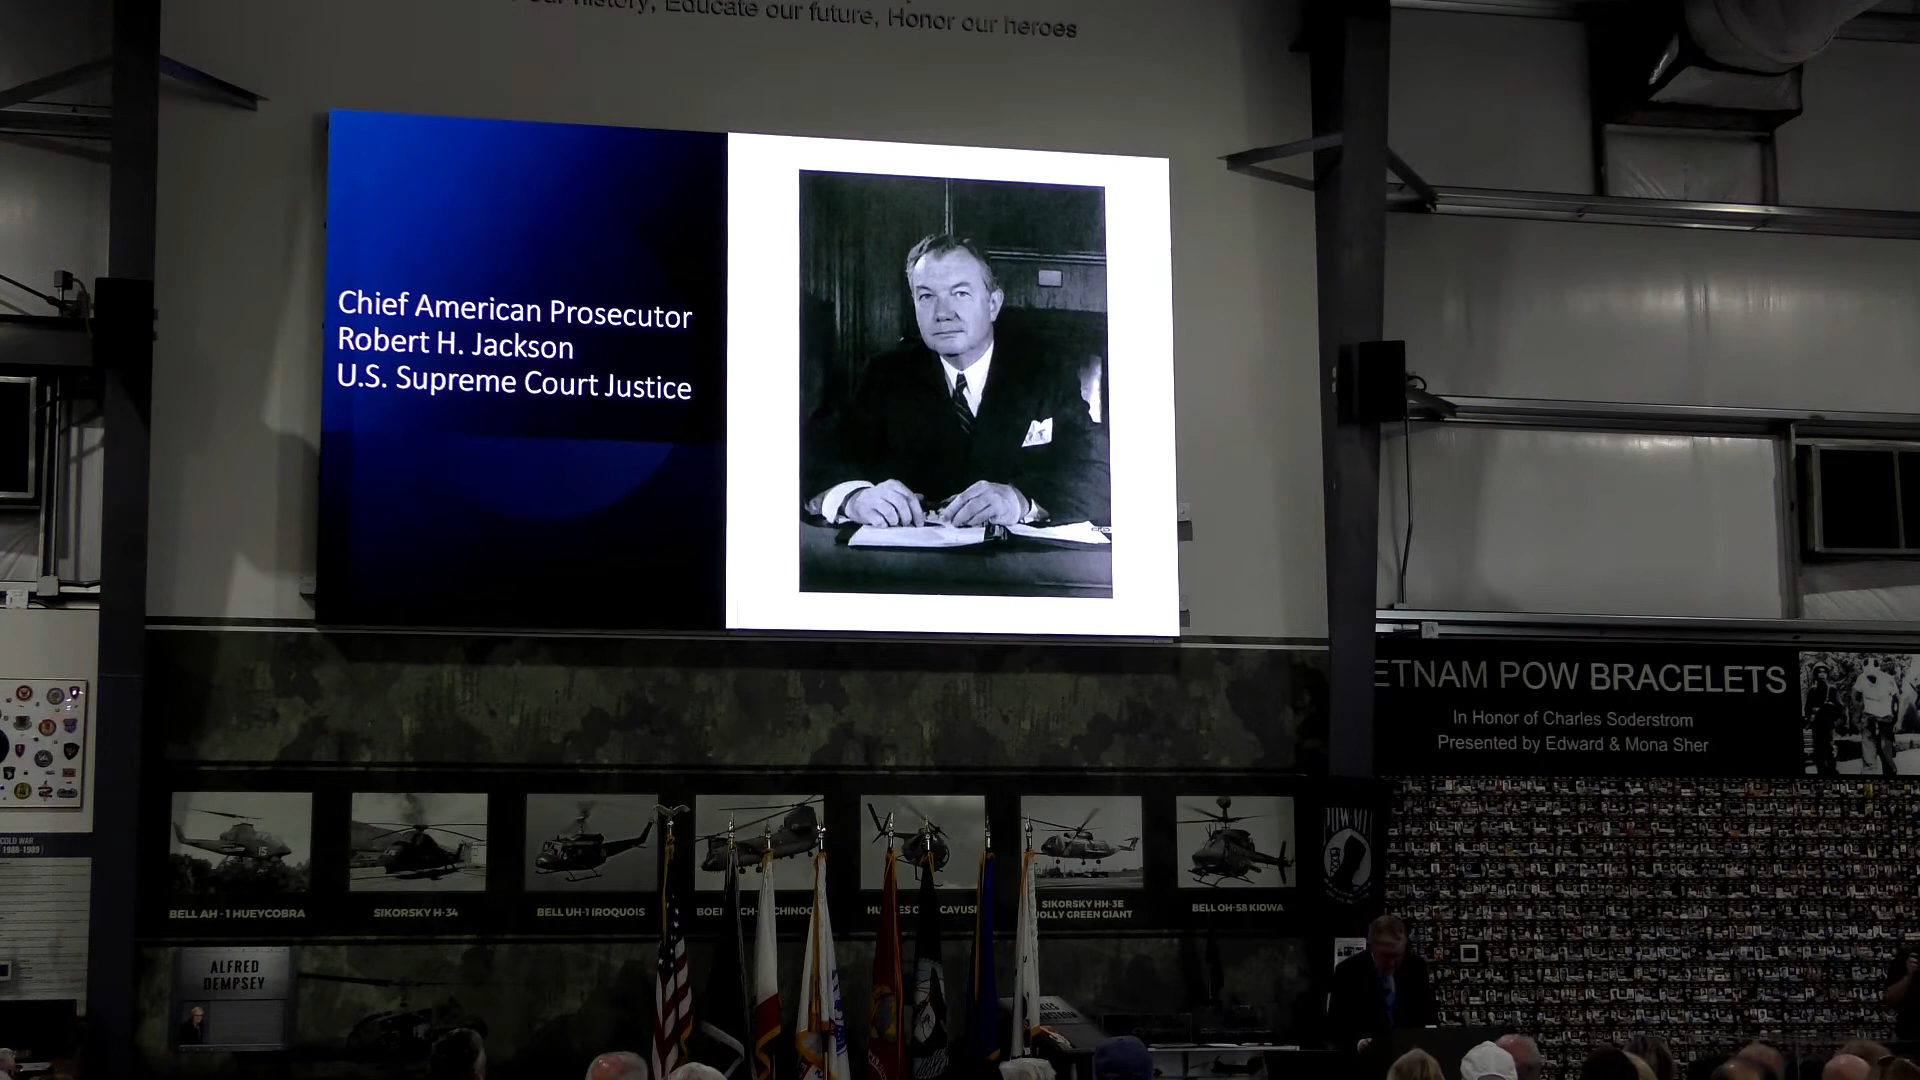 our history, Educate our future, Honor our heroes
Chief American Prosecutor
Robert H. Jackson
U.S. Supreme Court Justice
ETNAM POW BRACELETS
In Honor of Charles Soderstrom
Presented by Edward & Mona Sher
COLD WAR
BELL AH - 1 HUEYCOBRA
SIKORSKY H-34
BELL UH-1 IROQUOIS
SIKORSKY HH-3E
JOLLY GREEN GIANT
BELL OH-58 KIOWA
ALFRED
DEMPSEY